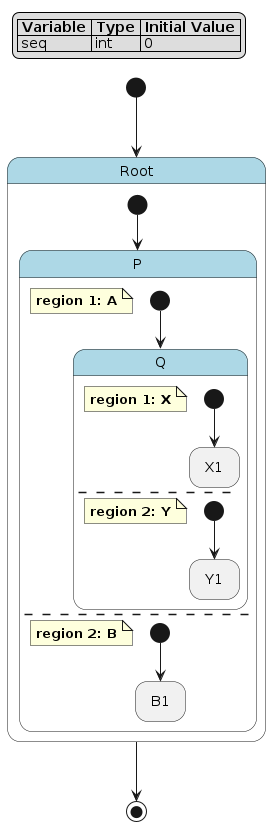 Variable Type Initial Value
seq int 0
Root
P
region 1: A
Q
region 1: X
X1
region 2: Y
Y1
region 2: B
B1